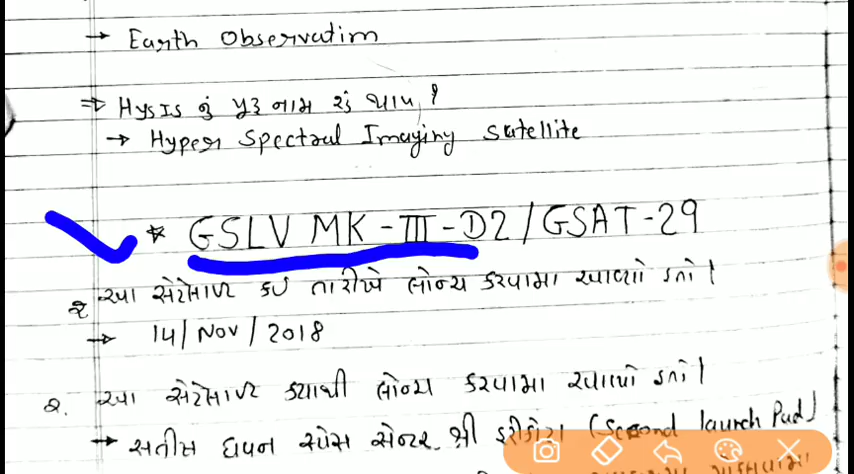 → Earth Observation
⇒ HysIS નું પુરૂ નામ શું થાય ?
→ Hyper Spectral Imaging Satellite
* GSLV MK-III-D2/GSAT-29
૧ આ સેટેલાઈટ કઈ તારીખે લોન્ચ કરવામા આવ્યો હતો ।
→ 14/Nov/2018
૨. આ સેટેલાઈટ ક્યાથી લોન્ચ કરવામા આવ્યો હતો ।
→ સતીસ ધવન સ્પેસ સેન્ટર શ્રી હરીકોટા (Second launch Pad)